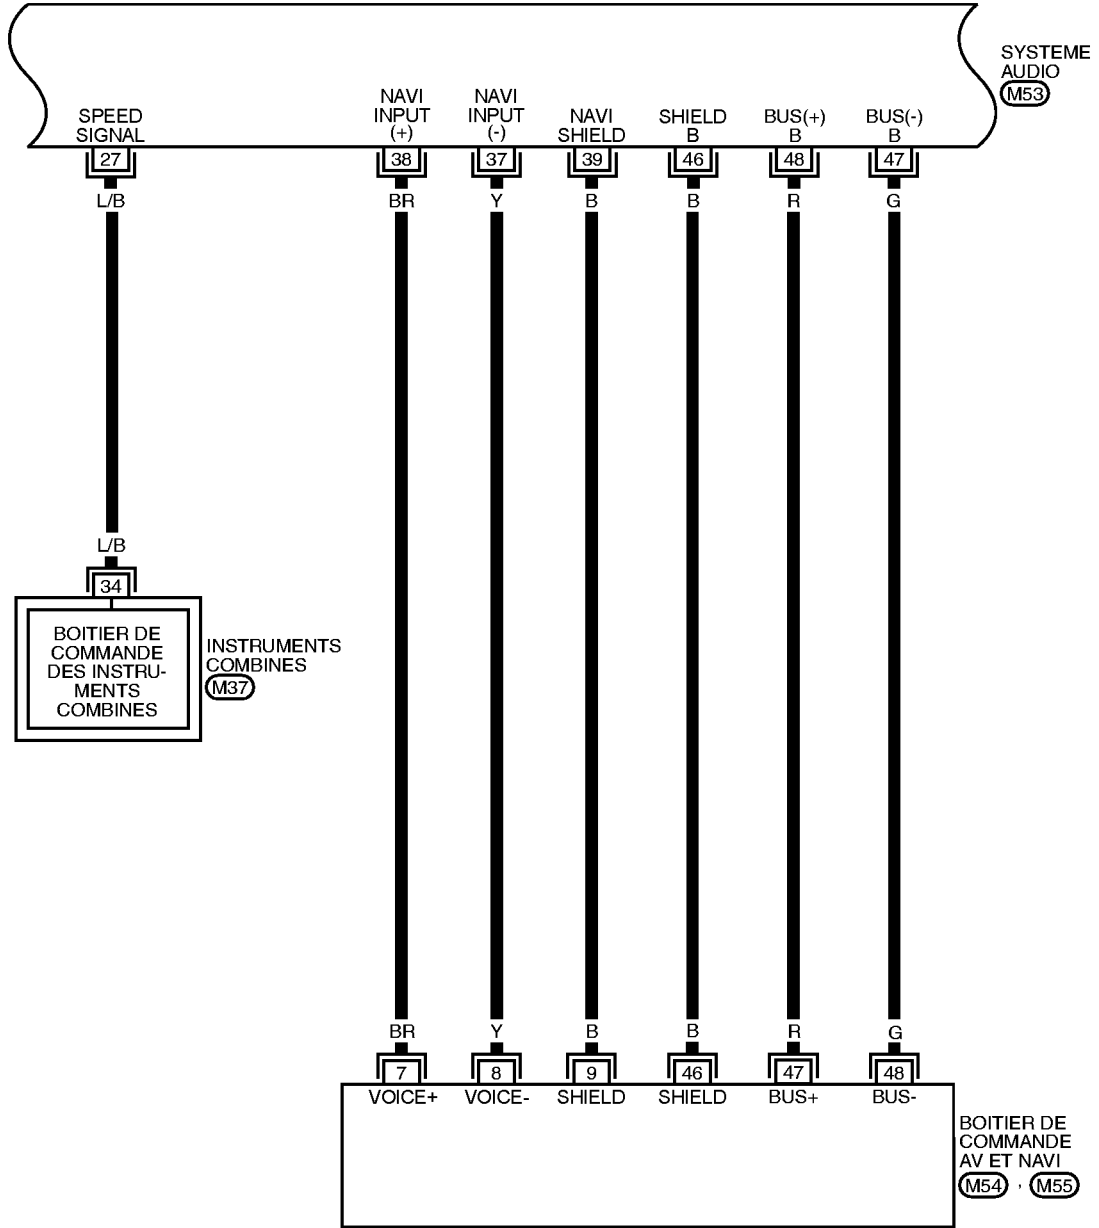 SYSTEME
AUDIO
M53
SPEED
SIGNAL
NAVI
INPUT
(+)
NAVI
INPUT
(-)
NAVI
SHIELD
SHIELD
B
BUS(+)
B
BUS(-)
B
27
38
37
39
46
48
47
L/B
BR
Y
B
B
R
G
L/B
34
BOITIER DE
COMMANDE
DES INSTRU-
MENTS
COMBINES
INSTRUMENTS
COMBINES
M37
BR
Y
B
B
R
G
7
8
9
46
47
48
VOICE+
VOICE-
SHIELD
SHIELD
BUS+
BUS-
BOITIER DE
COMMANDE
AV ET NAVI
M54 , M55